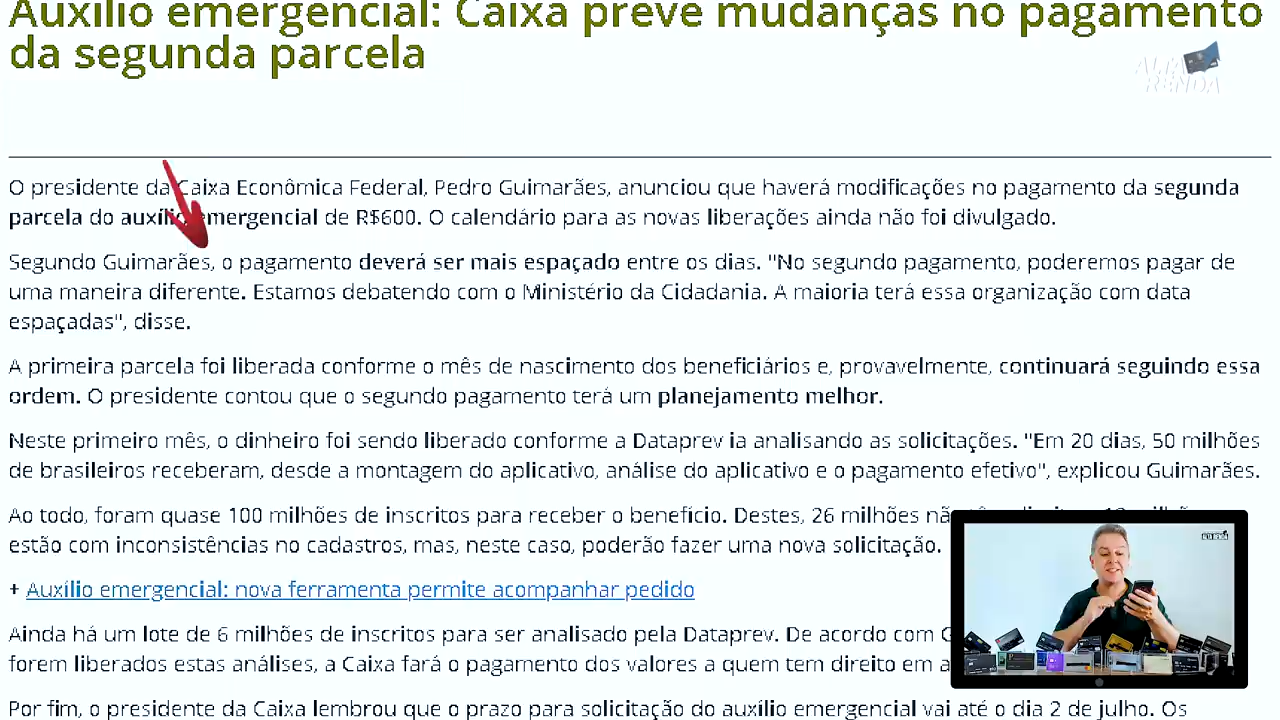 Auxílio emergencial: Caixa prevê mudanças no pagamento
da segunda parcela
ALTA
RENDA
O presidente da Caixa Econômica Federal, Pedro Guimarães, anunciou que haverá modificações no pagamento da segunda
parcela do auxílio emergencial de R$600. O calendário para as novas liberações ainda não foi divulgado.
Segundo Guimarães, o pagamento deverá ser mais espaçado entre os dias. "No segundo pagamento, poderemos pagar de
uma maneira diferente. Estamos debatendo com o Ministério da Cidadania. A maioria terá essa organização com data
espaçadas", disse.
A primeira parcela foi liberada conforme o mês de nascimento dos beneficiários e, provavelmente, continuará seguindo essa
ordem. O presidente contou que o segundo pagamento terá um planejamento melhor.
Neste primeiro mês, o dinheiro foi sendo liberado conforme a Dataprev ia analisando as solicitações. "Em 20 dias, 50 milhões
de brasileiros receberam, desde a montagem do aplicativo, análise do aplicativo e o pagamento efetivo", explicou Guimarães.
Ao todo, foram quase 100 milhões de inscritos para receber o benefício. Destes, 26 milhões
estão com inconsistências no cadastros, mas, neste caso, poderão fazer uma nova solicitação.
+ Auxílio emergencial: nova ferramenta permite acompanhar pedido
Ainda há um lote de 6 milhões de inscritos para ser analisado pela Dataprev. De acordo com
forem liberados estas análises, a Caixa fará o pagamento dos valores a quem tem direito em
Por fim, o presidente da Caixa lembrou que o prazo para solicitação do auxílio emergencial vai até o dia 2 de julho. Os